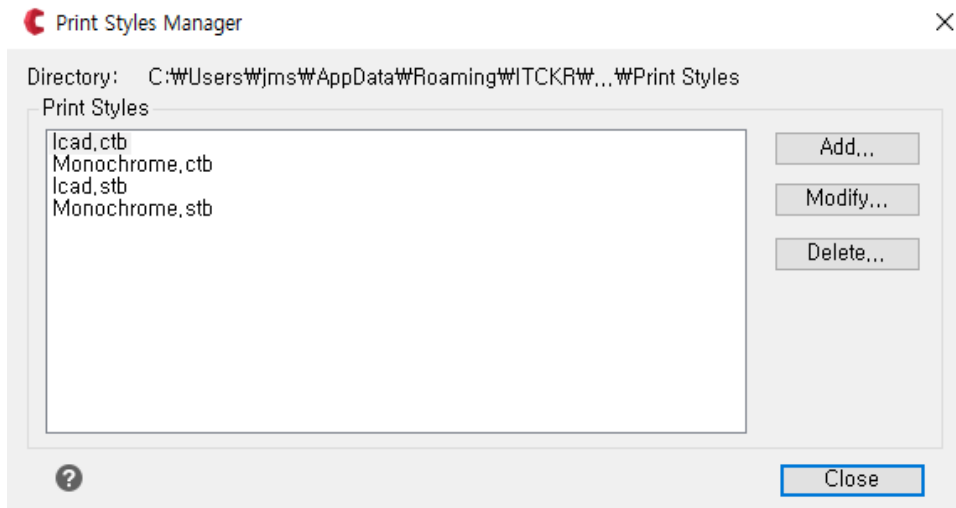 Print Styles Manager
Directory: C:₩Users₩jms₩AppData₩Roaming₩ITCKR₩...₩Print Styles
Print Styles
Icad.ctb
Monochrome.ctb
Icad.stb
Monochrome.stb
Add...
Modify...
Delete...
?
Close